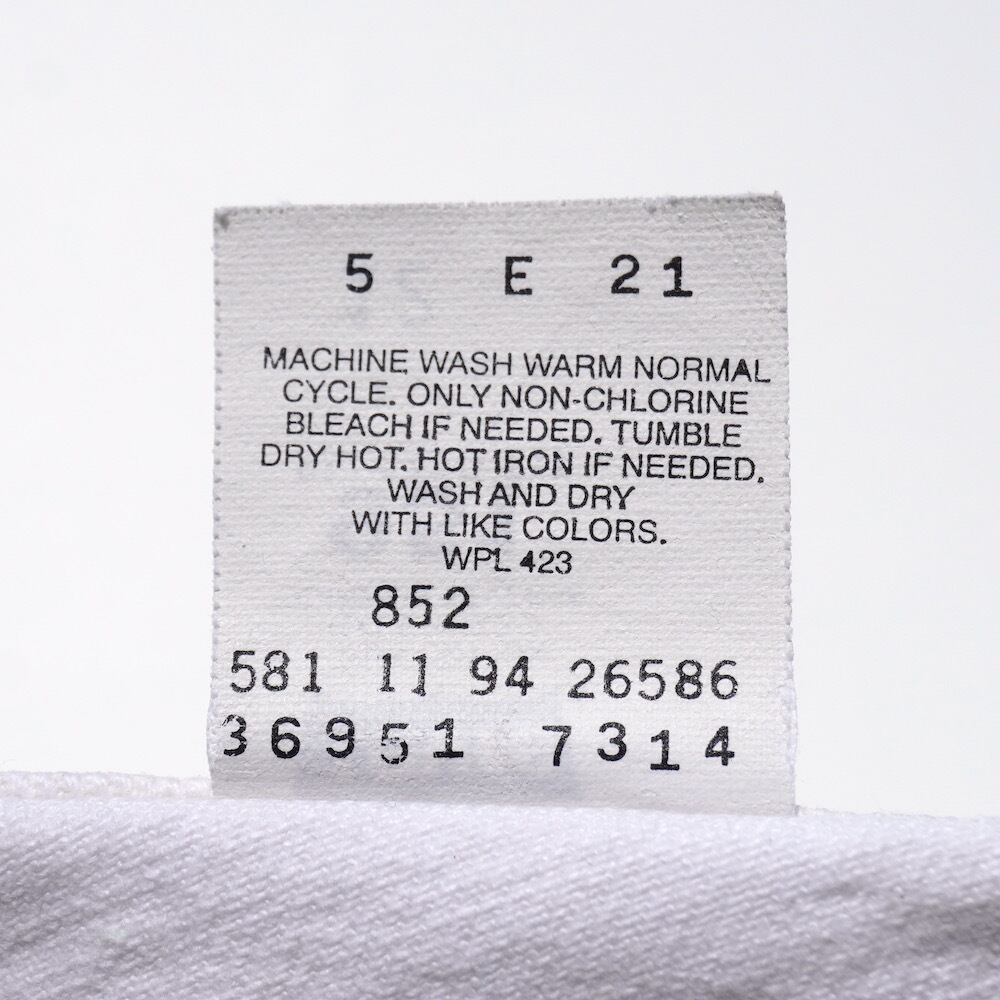 5 E 21
MACHINE WASH WARM NORMAL
CYCLE. ONLY NON-CHLORINE
BLEACH IF NEEDED. TUMBLE
DRY HOT. HOT IRON IF NEEDED.
WASH AND DRY
WITH LIKE COLORS.
WPL 423
852
581 11 94 26586
36951 7314